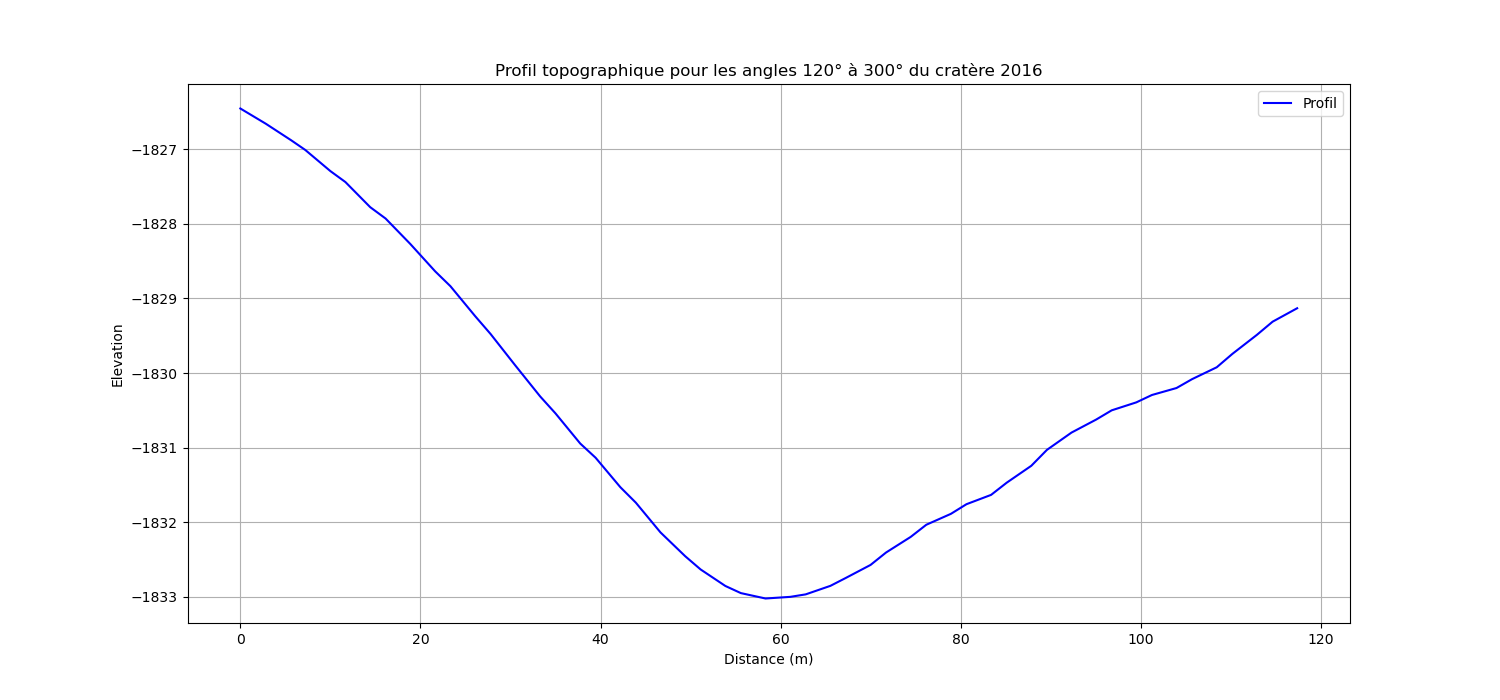 Profil topographique pour les angles 120° à 300° du cratère 2016
Profil
−1827
−1828
−1829
−1830
−1831
−1832
−1833
Elevation
0 20 40 60 80 100 120
Distance (m)